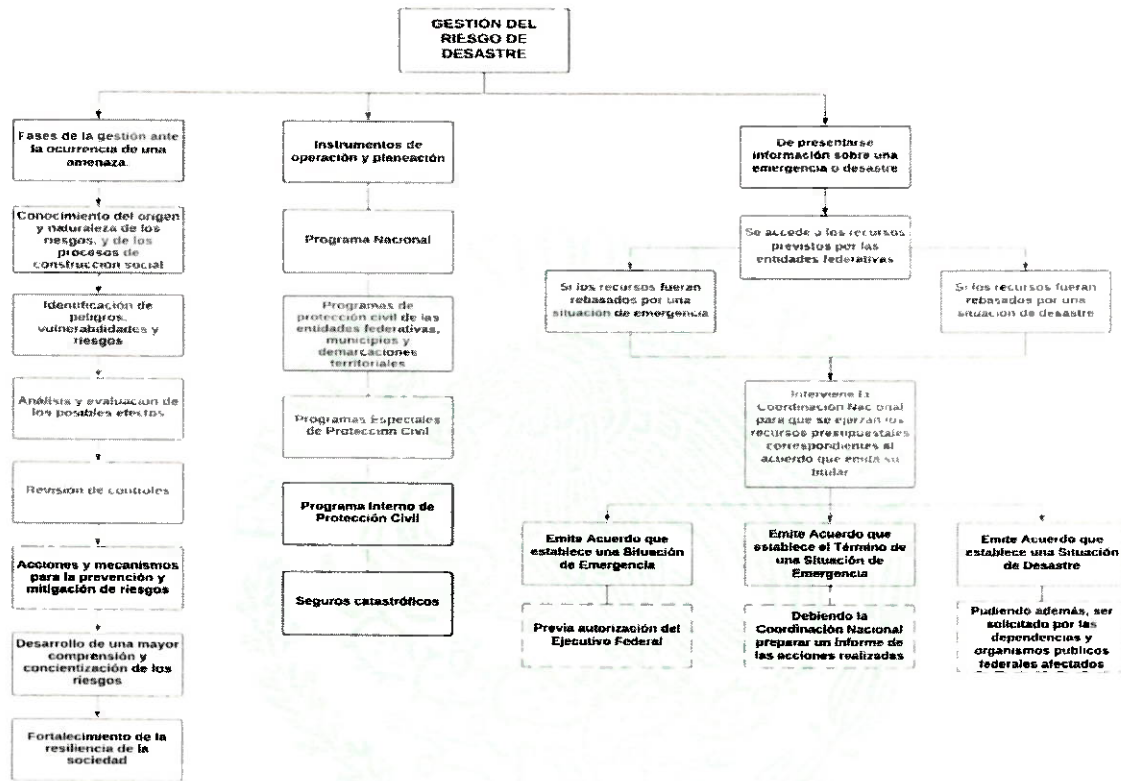 GESTION DEL
RIESGO DE
DESASTRE
Fases de la gestión ante
la ocurrencia de una
amenaza.
Conocimiento del origen
y naturaleza de los
riesgos, y de los
procesos de
construcción social
Identificación de
peligros,
vulnerabilidades y
riesgos
Análisis y evaluación de
los posibles efectos
Revisión de controles
Acciones y mecanismos
para la prevención y
mitigación de riesgos
Desarrollo de una mayor
comprensión y
concientización de los
riesgos
Fortalecimiento de la
resiliencia de la
sociedad
Instrumentos de
operación y planeación
Programa Nacional
Programas de
protección civil de las
entidades federativas,
municipios y
demarcaciones
territoriales
Programas Especiales
de Protección Civil
Programa Interno de
Protección Civil
Seguros catastróficos
De presentarse
información sobre una
emergencia o desastre
Se accede a los recursos
previstos por las
entidades federativas
Si los recursos fueran
rebasados por una
situación de emergencia
Si los recursos fueran
rebasados por una
situación de desastre
Interviene la
Coordinación Nacional
para que se ejerzan los
recursos presupuestales
correspondientes al
acuerdo que emita su
titular
Emite Acuerdo que
establece una Situación
de Emergencia
Previa autorización del
Ejecutivo Federal
Emite Acuerdo que
establece el Término de
una Situación de
Emergencia
Debiendo la
Coordinación Nacional
preparar un Informe de
las acciones realizadas
Emite Acuerdo que
establece una Situación
de Desastre
Pudiendo además, ser
solicitado por las
dependencias y
organismos públicos
federales afectados